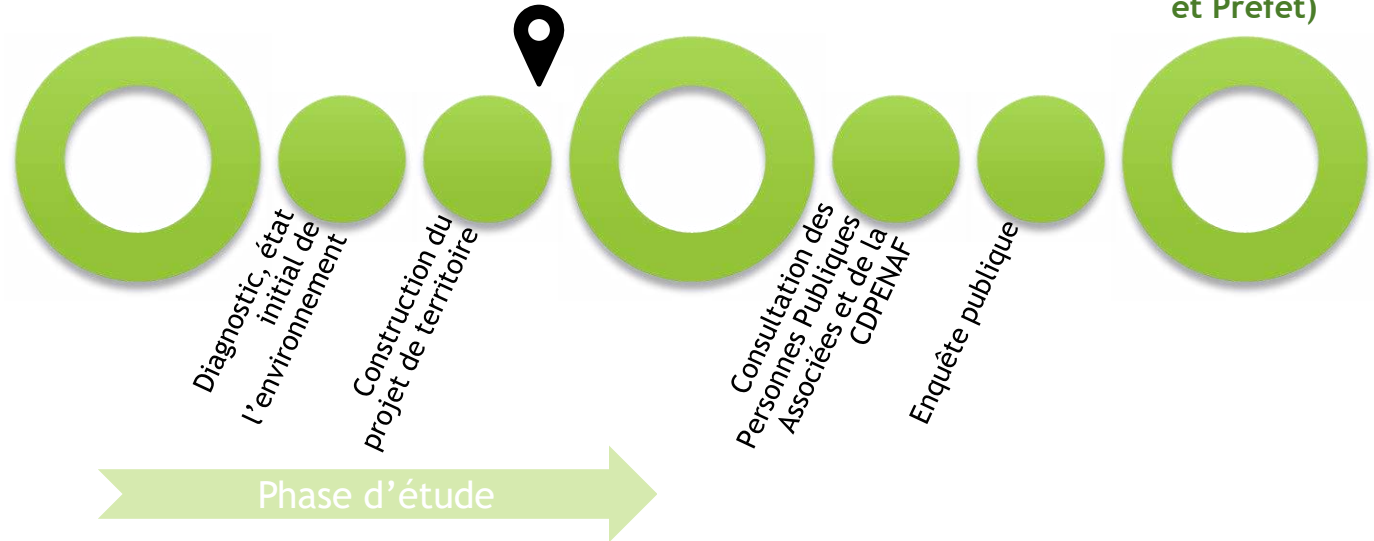 et Préfet)
Diagnostic, état
initial de
l’environnement
Construction du
projet de territoire
Consultation des
Personnes Publiques
Associées et de la
CDPENAF
Enquête publique
Phase d’étude